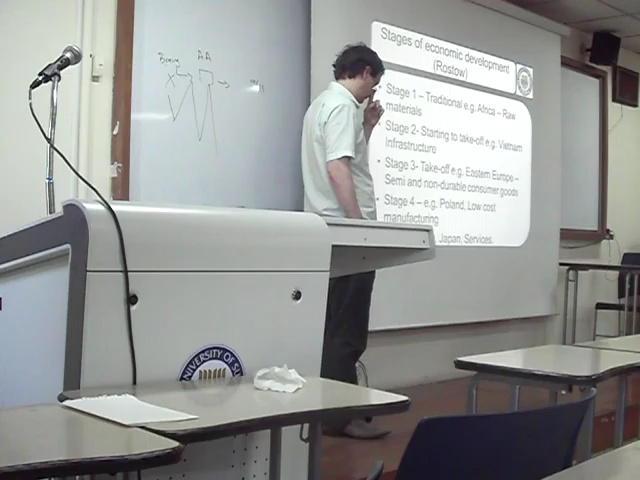 Stages of economic development
(Rostow)
Stage 1 – Traditional e.g. Africa – Raw
materials
Stage 2- Starting to take-off e.g. Vietnam
Infrastructure
Stage 3- Take-off e.g. Eastern Europe –
Semi and non-durable consumer goods
Stage 4 – e.g. Poland, Low cost
manufacturing
Japan, Services.
AA
UNIVERSITY OF